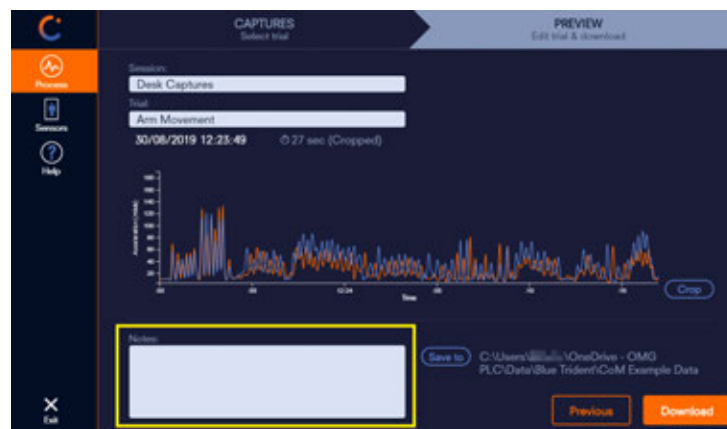 CAPTURES
Select trial
PREVIEW
Edit trial & download
Process
Sensors
Help
Exit
Session:
Desk Captures
Trial:
Arm Movement
30/08/2019 12:23:49
27 sec (Cropped)
12:24
Time
Crop
Notes:
Save to
C:\Users\ \OneDrive - OMG
PLC\Data\Blue Trident\CoM Example Data
Previous
Download